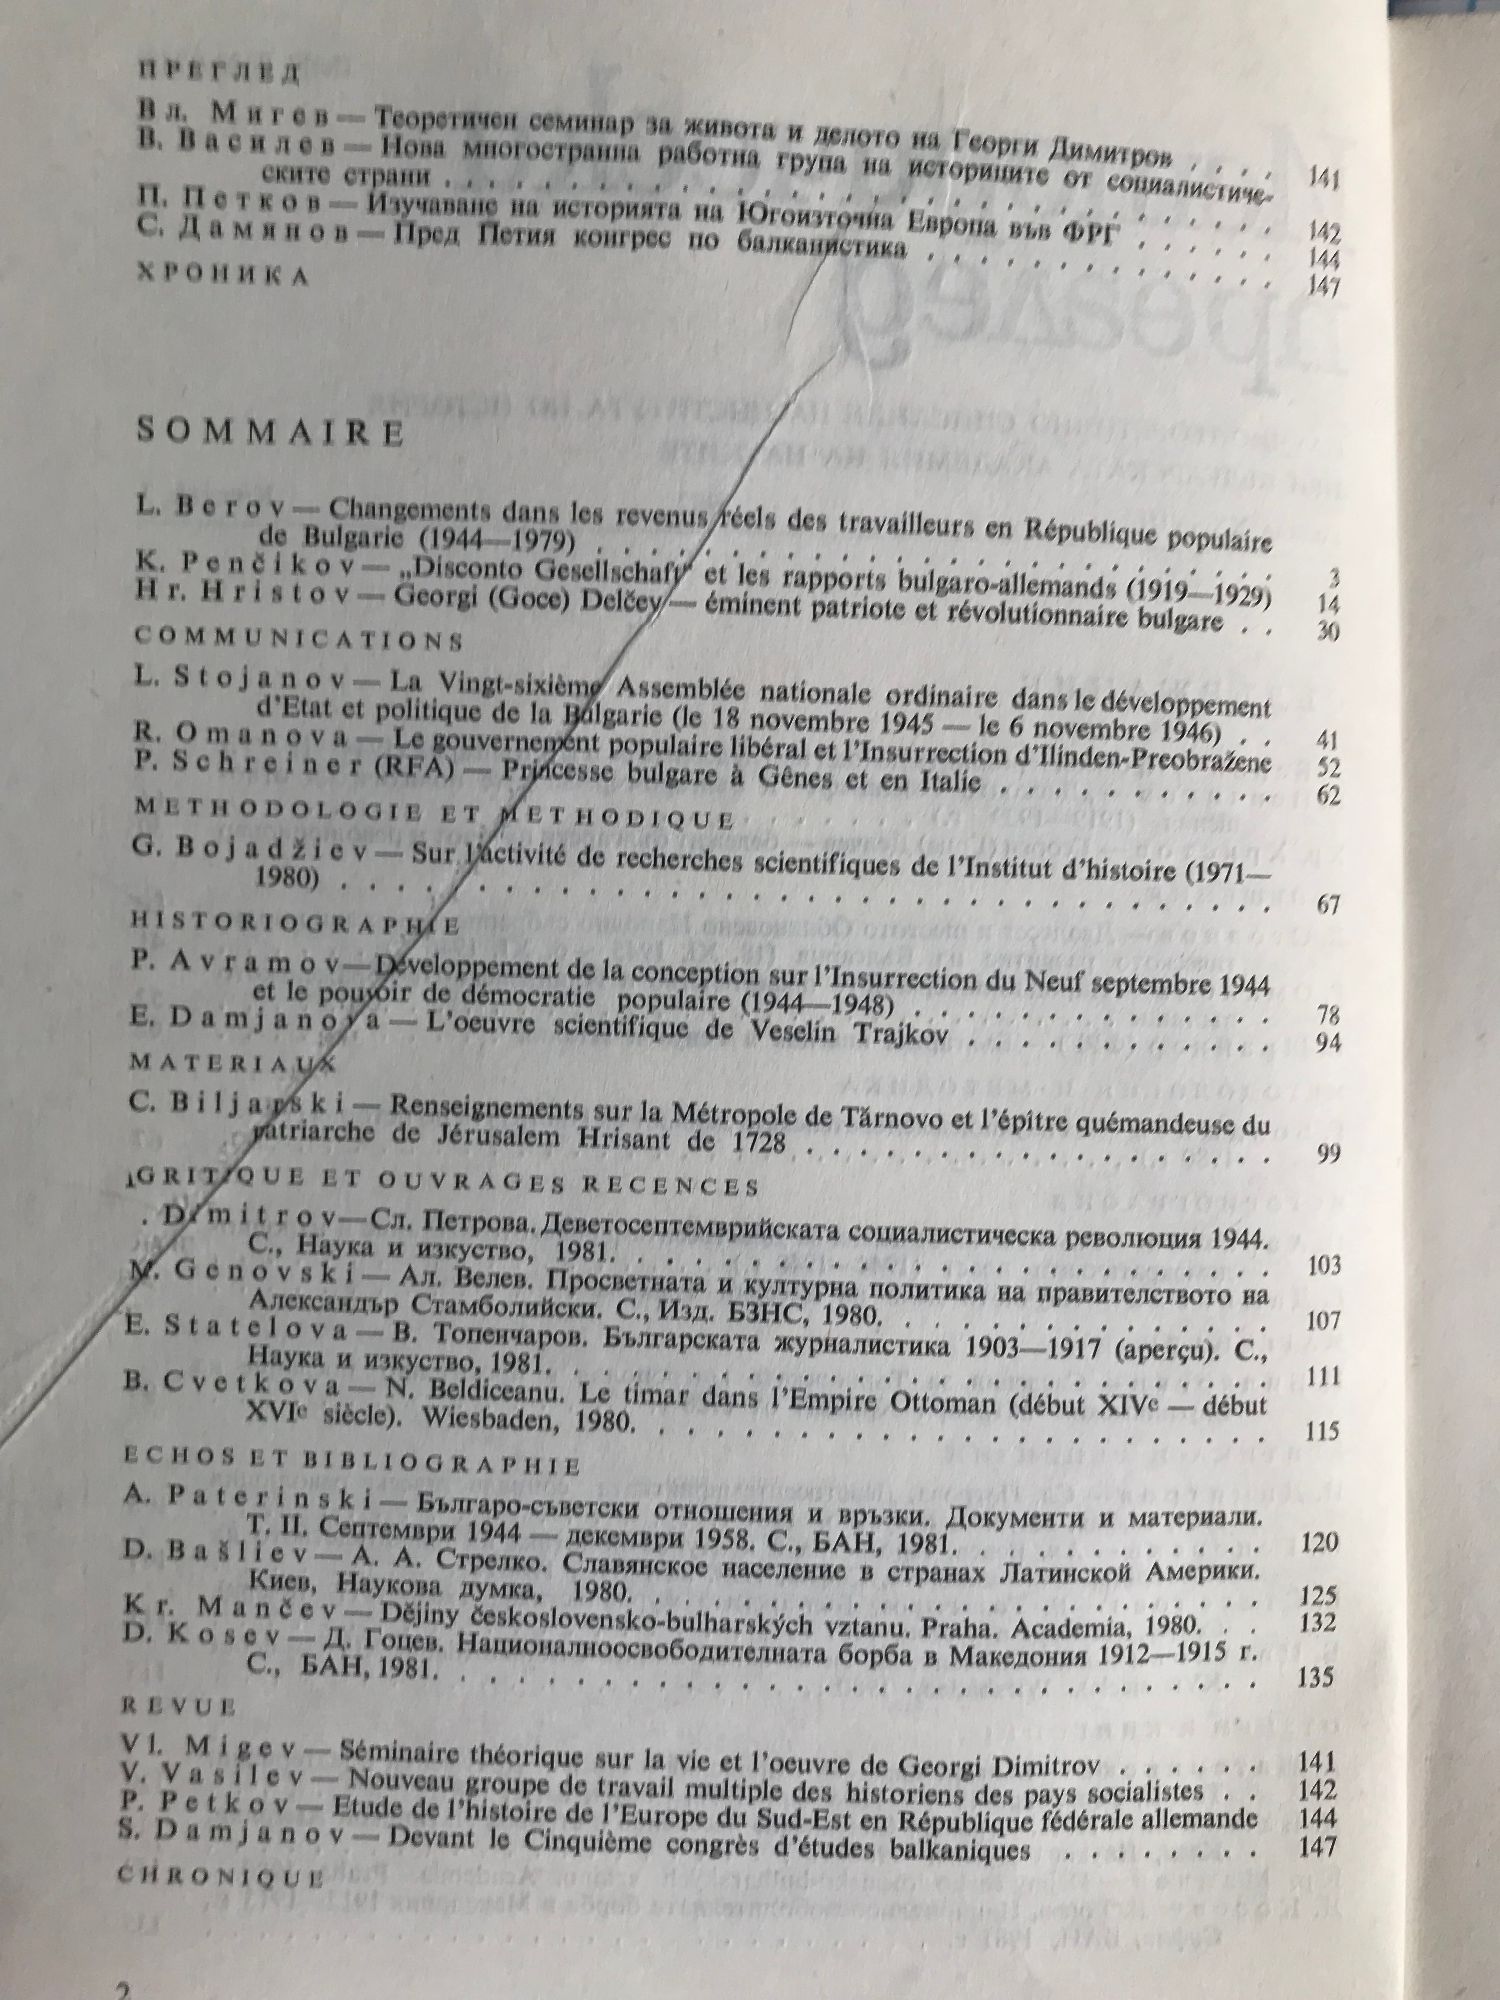 ПРЕГЛЕД
Вл. Мигев — Теоретичен семинар за живота и делото на Георги Димитров . . . . 141
В. Василев — Нова многостранна работна група на историците от социалистиче-
ските страни . . . . . . . . . . . . . . . . . . . . 142
П. Петков — Изучаване на историята на Югоизточна Европа във ФРГ . . . . . 144
С. Дамянов — Пред Петия конгрес по балканистика . . . . . . . . . . . . 147
ХРОНИКА
SOMMAIRE
L. Berov — Changements dans les revenus réels des travailleurs en République populaire
de Bulgarie (1944—1979) . . . . . . . . . . . . . . . . . . . . 3
K. Penčikov — „Disconto Gesellschaft“ et les rapports bulgaro-allemands (1919—1929) 14
Hr. Hristov — Georgi (Goce) Delčev — éminent patriote et révolutionnaire bulgare . . 30
COMMUNICATIONS
L. Stojanov — La Vingt-sixième Assemblée nationale ordinaire dans le développement
d’Etat et politique de la Bulgarie (le 18 novembre 1945 — le 6 novembre 1946) . . 41
R. Omanova — Le gouvernement populaire libéral et l’Insurrection d’Ilinden-Preobražene 52
P. Schreiner (RFA) — Princesse bulgare à Gênes et en Italie . . . . . . . . . . . 62
METHODOLOGIE ET METHODIQUE
G. Bojadžiev — Sur l’activité de recherches scientifiques de l’Institut d’histoire (1971—
1980) . . . . . . . . . . . . . . . . . . . . . . . . . . . . 67
HISTORIOGRAPHIE
P. Avramov — Développement de la conception sur l’Insurrection du Neuf septembre 1944
et le pouvoir de démocratie populaire (1944—1948) . . . . . . . . . . . . . 78
E. Damjanova — L’oeuvre scientifique de Veselin Trajkov . . . . . . . . . . . . 94
MATERIAUX
C. Biljarski — Renseignements sur la Métropole de Tărnovo et l’épître quémandeuse du
patriarche de Jérusalem Hrisant de 1728 . . . . . . . . . . . . . . . . . 99
GRITIQUE ET OUVRAGES RECENCES
. Dimitrov — Сл. Петрова. Деветосептемврийската социалистическа революция 1944.
С., Наука и изкуство, 1981. . . . . . . . . . . . . . . . . . . . . . . 103
M. Genovski — Ал. Велев. Просветната и културна политика на правителството на
Александър Стамболийски. С., Изд. БЗНС, 1980. . . . . . . . . . . . . . 107
E. Statelova — В. Топенчаров. Българската журналистика 1903—1917 (aperçu). С.,
Наука и изкуство, 1981. . . . . . . . . . . . . . . . . . . . . . . . . 111
B. Cvetkova — N. Beldiceanu. Le timar dans l’Empire Ottoman (début XIVe — début
XVIe siècle). Wiesbaden, 1980. . . . . . . . . . . . . . . . . . . . . . . 115
ECHOS ET BIBLIOGRAPHIE
A. Paterinski — Българо-съветски отношения и връзки. Документи и материали.
Т. II. Септември 1944 — декември 1958. С., БАН, 1981. . . . . . . . . . . . 120
D. Bašliev — А. А. Стрелко. Славянское население в странах Латинской Америки.
Киев, Наукова думка, 1980. . . . . . . . . . . . . . . . . . . . . . . 125
Kr. Mančev — Dějiny československo-bulharských vztanu. Praha. Academia, 1980. . . 132
D. Kosev — Д. Гоцев. Националноосвободителната борба в Македония 1912—1915 г.
С., БАН, 1981. . . . . . . . . . . . . . . . . . . . . . . . . . . . 135
REVUE
Vl. Migev — Séminaire théorique sur la vie et l’oeuvre de Georgi Dimitrov . . . . . . 141
V. Vasilev — Nouveau groupe de travail multiple des historiens des pays socialistes . . 142
P. Petkov — Etude de l’histoire de l’Europe du Sud-Est en République fédérale allemande 144
S. Damjanov — Devant le Cinquième congrès d’études balkaniques . . . . . . . . 147
CHRONIQUE
2